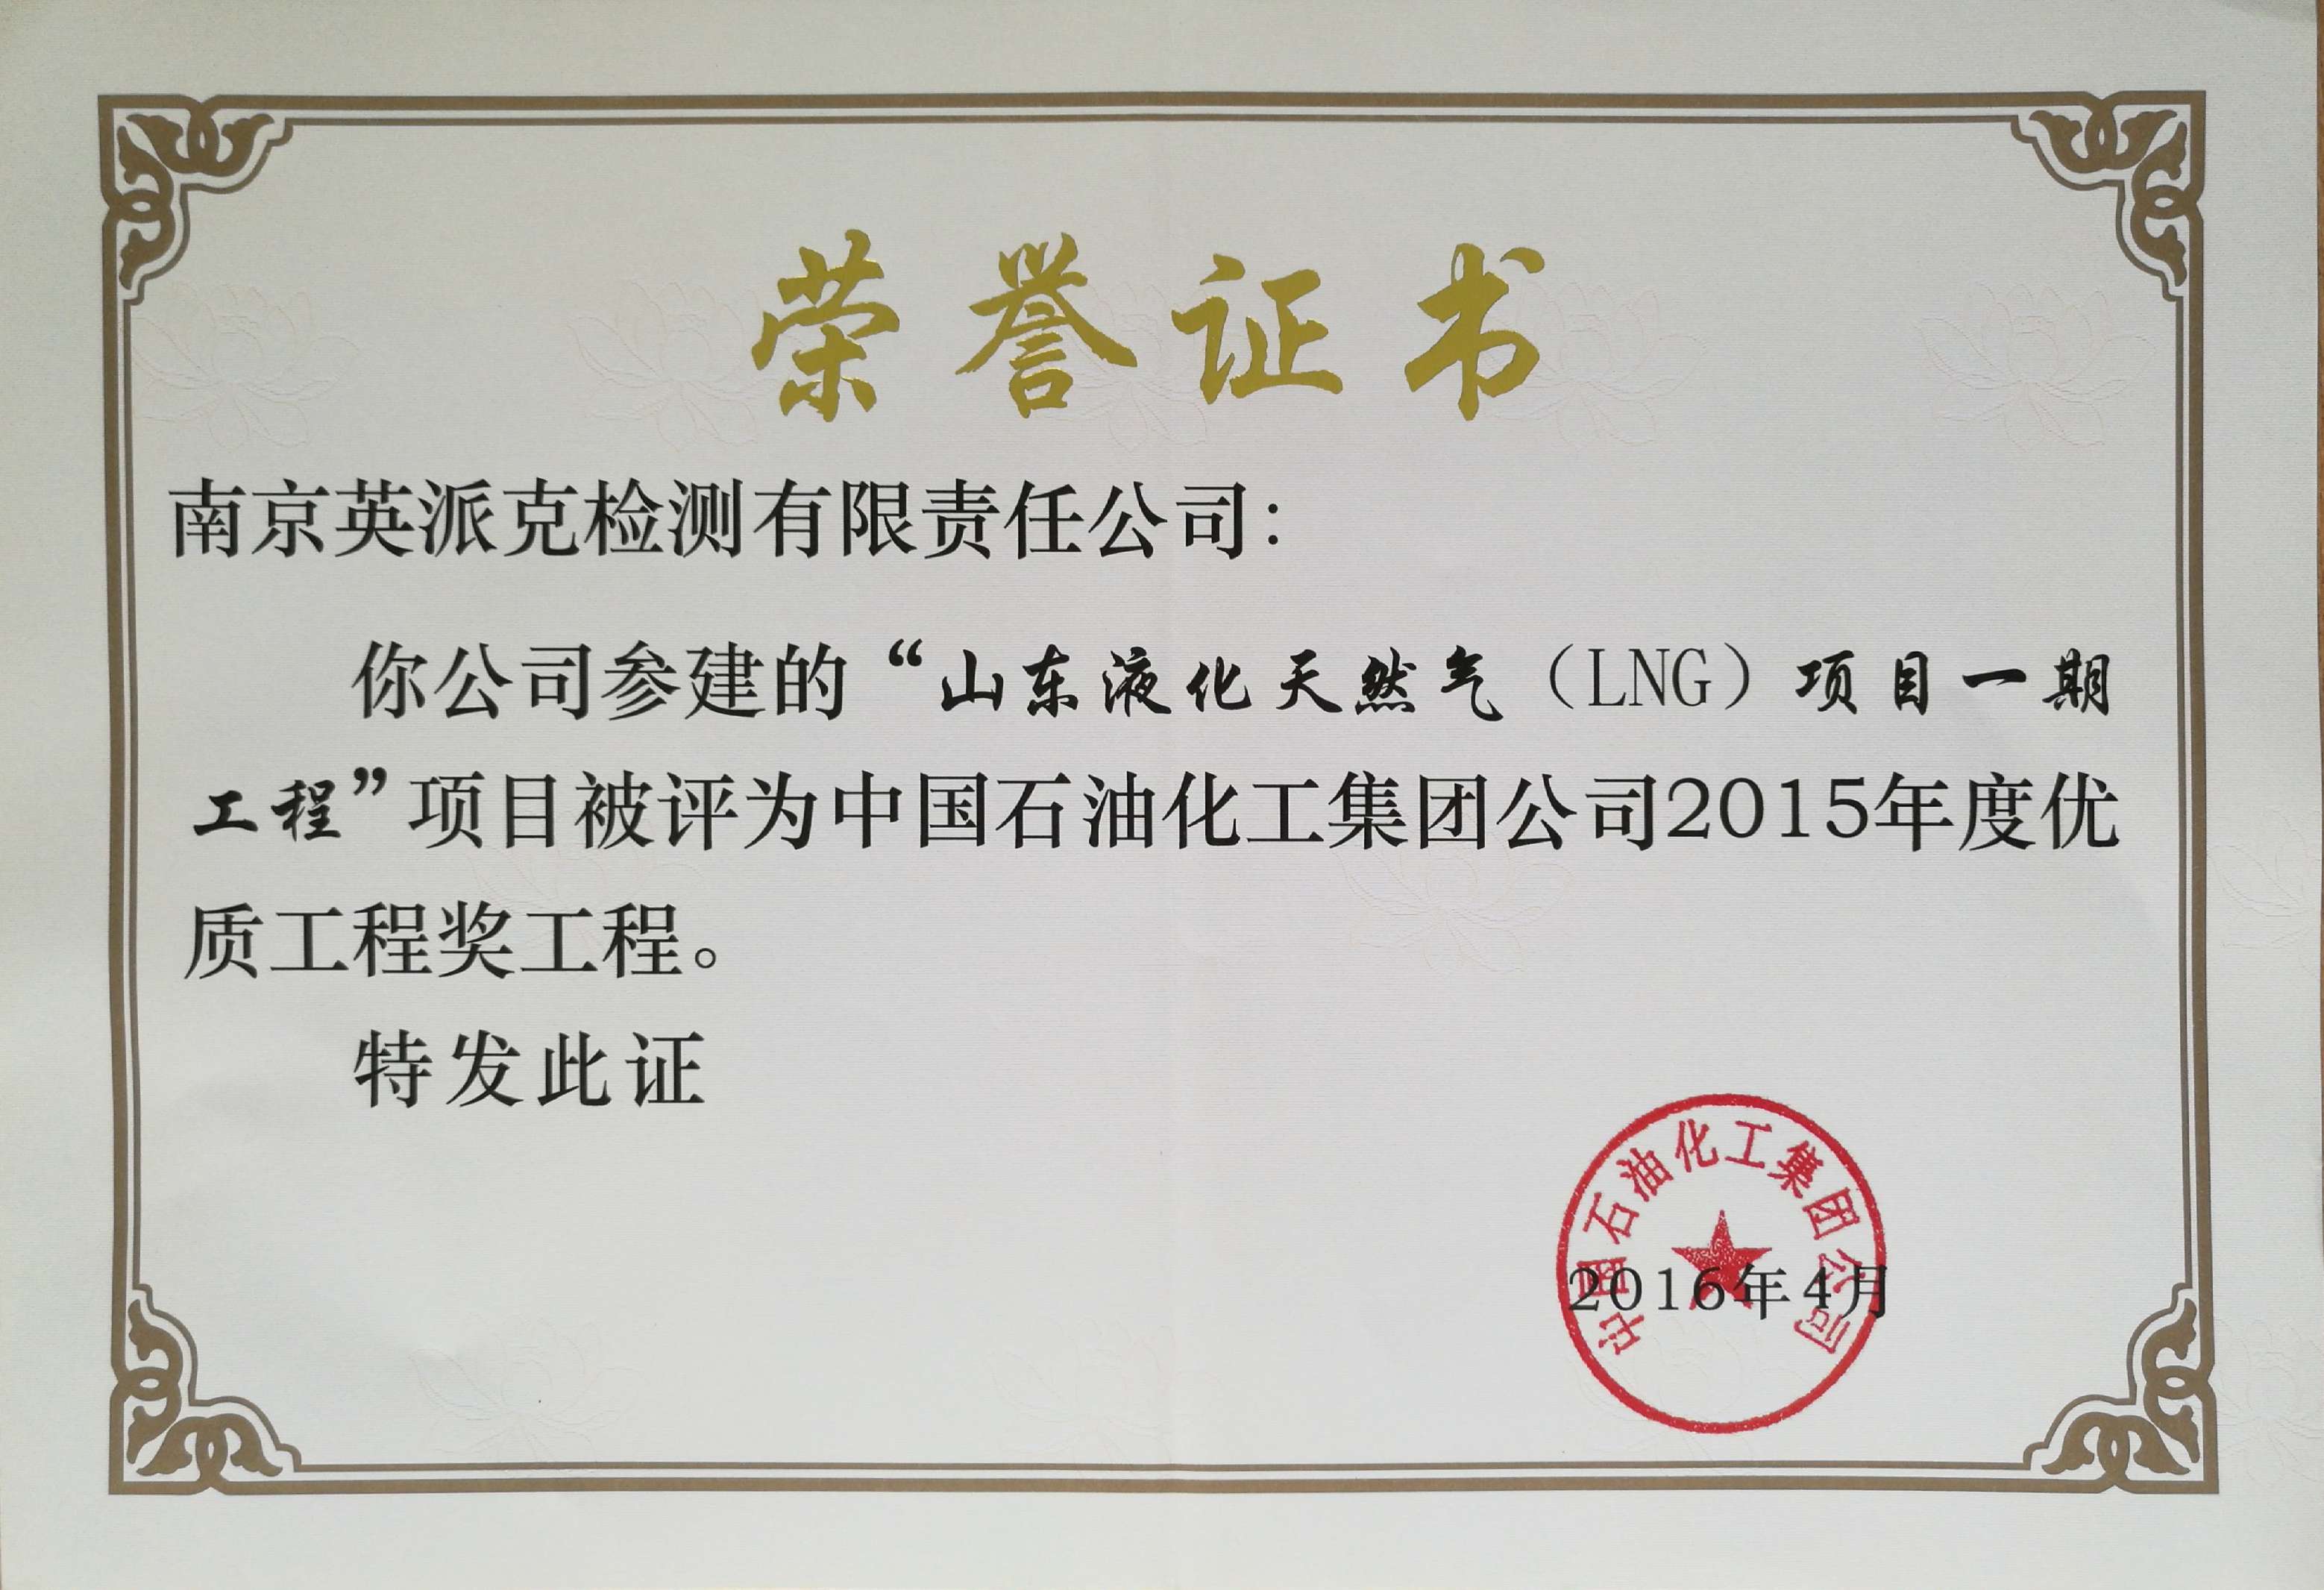 荣誉证书
南京英派克检测有限责任公司：
你公司参建的“山东液化天然气（LNG）项目一期
工程”项目被评为中国石油化工集团公司2015年度优
质工程奖工程。
特发此证
中国石油化工集团公司
2016年4月